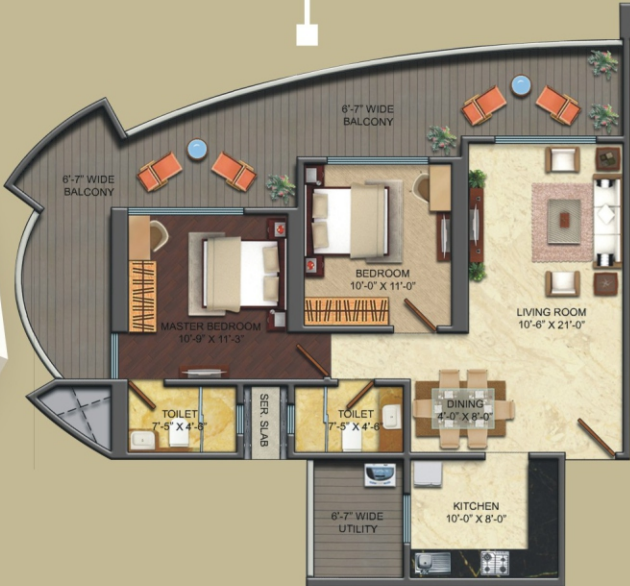 6'-7" WIDE
BALCONY
6'-7" WIDE
BALCONY
BEDROOM
10'-0" X 11'-0"
LIVING ROOM
10'-6" X 21'-0"
MASTER BEDROOM
10'-9" X 11'-3"
DINING
4'-0" X 8'-0"
TOILET
7'-5" X 4'-6"
SER. SLAB
TOILET
7'-5" X 4'-6"
KITCHEN
10'-0" X 8'-0"
6'-7" WIDE
UTILITY